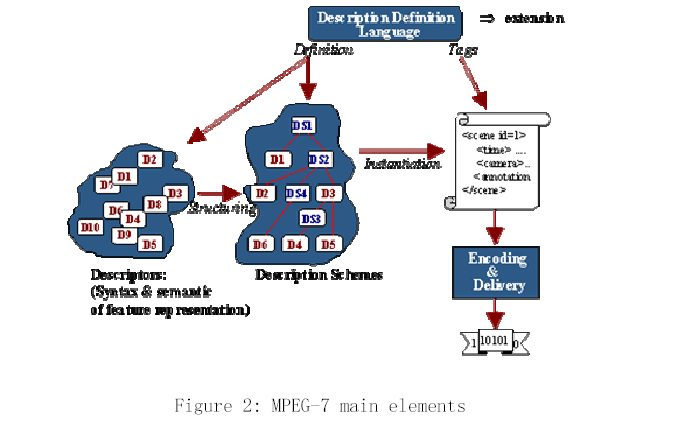 Description Definition
Language
⇒ extension
Definition
Tags
DS1
D1
DS2
D2
DS4
D3
DS3
D6
D4
D5
Instantiation
<scene id=1>
<time> ....
<camera>..
<annotation
</scene>
D2
D7
D1
D3
D8
D6
D4
D10
D9
D5
Structuring
Descriptors:
(Syntax & semantic
of feature representation)
Description Schemes
Encoding
&
Delivery
1 10101 0
Figure 2: MPEG-7 main elements